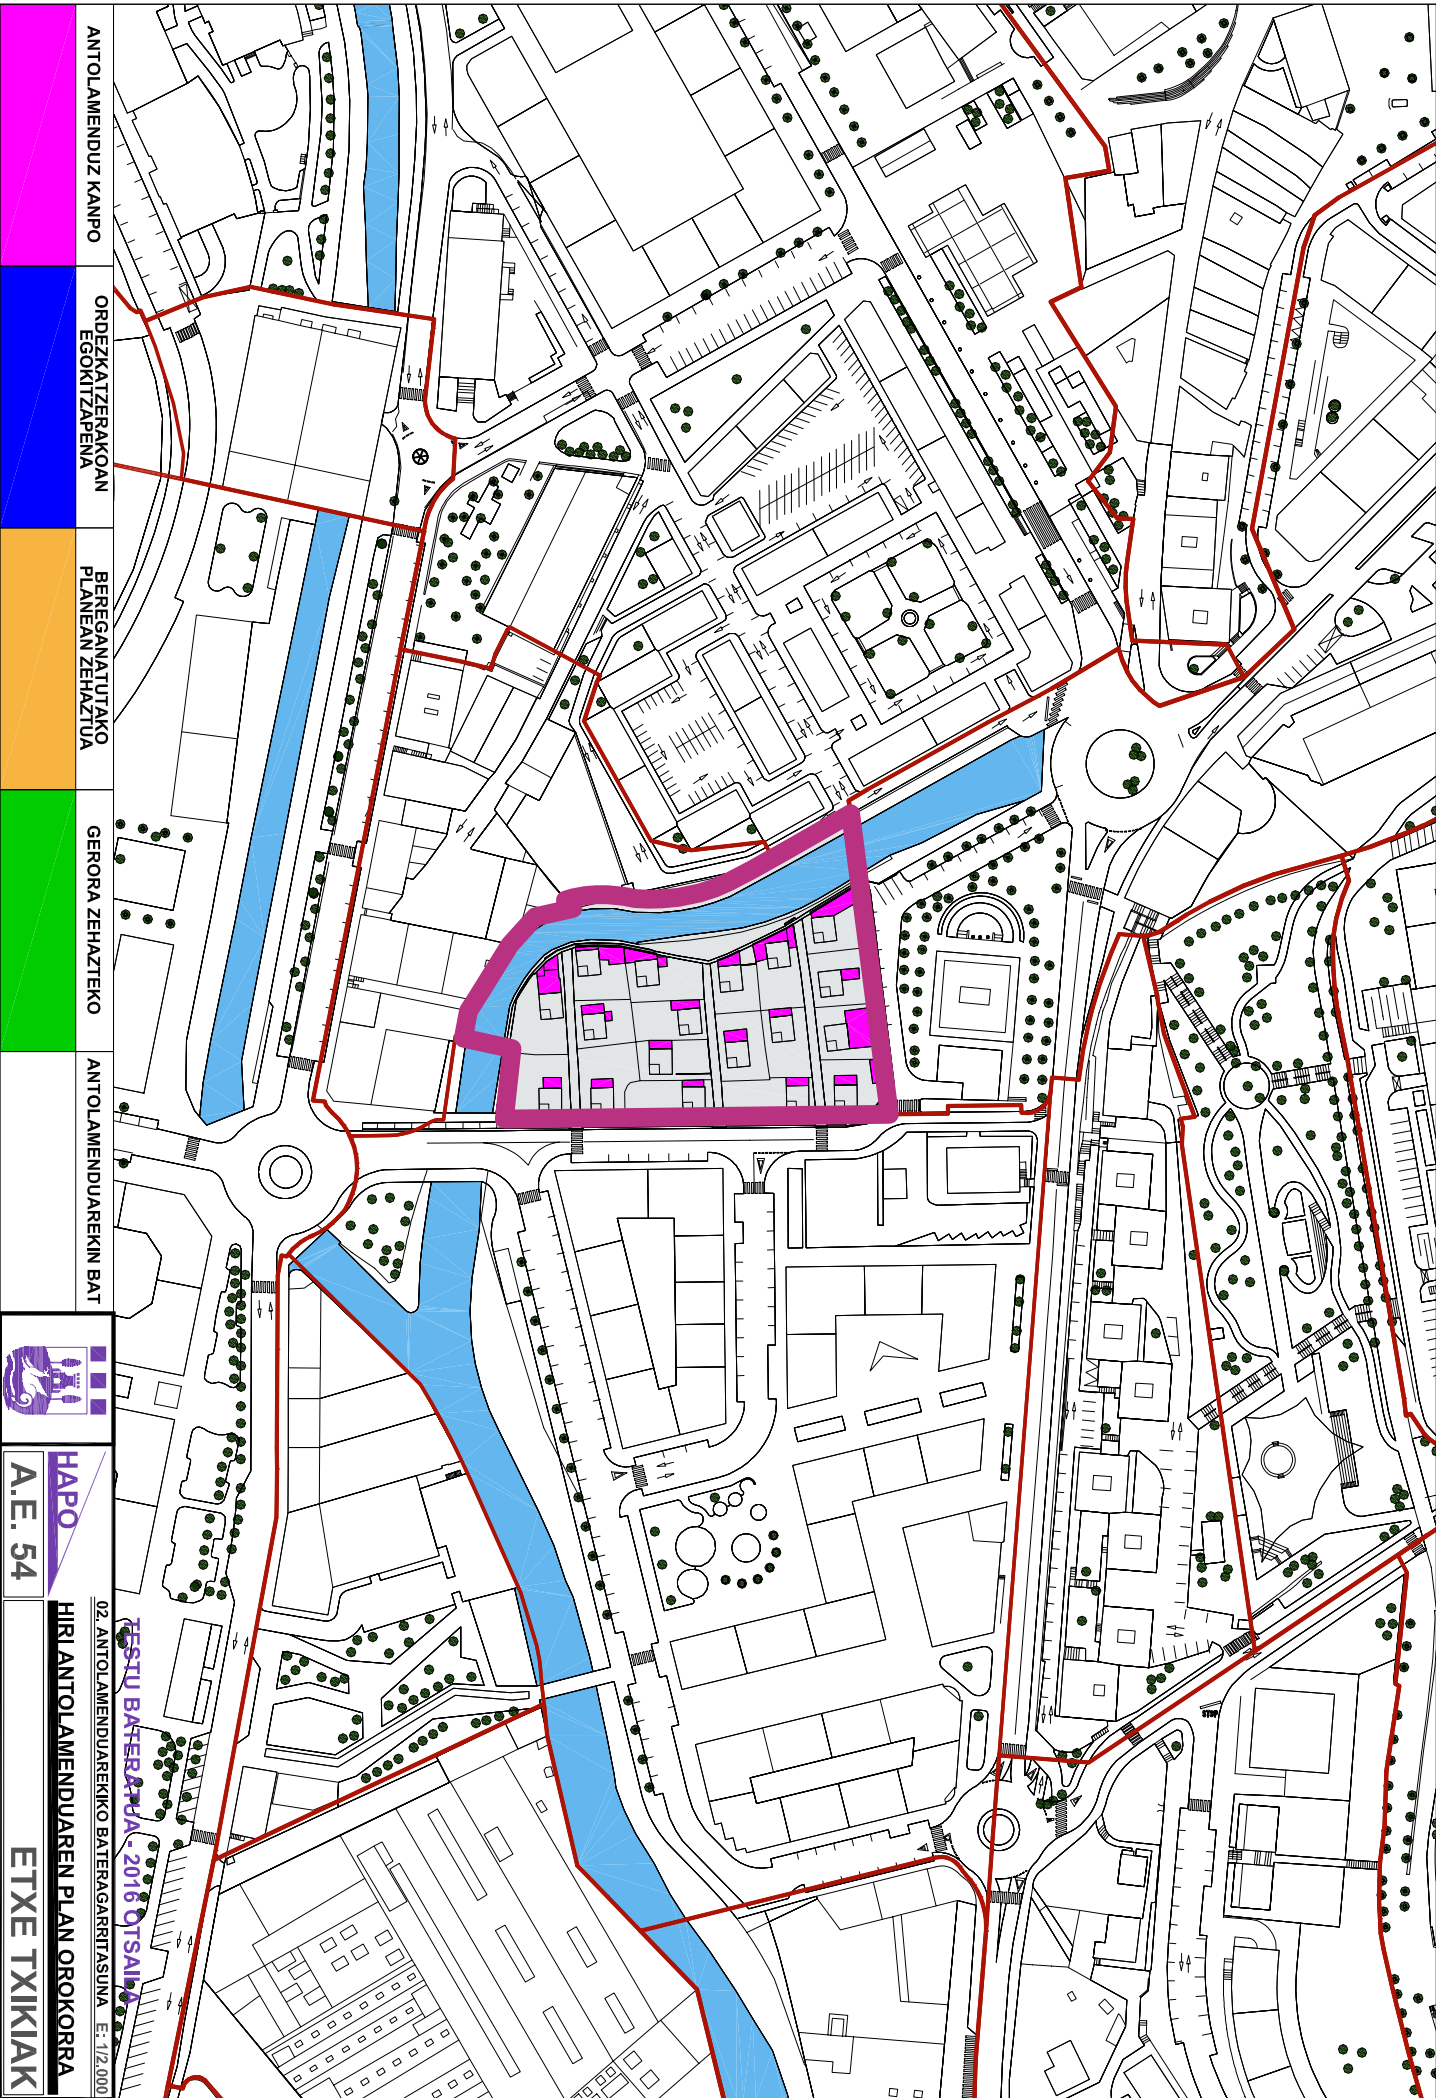 ANTOLAMENDUZ KANPO
ORDEZKATZERAKOAN
EGOKITZAPENA
BEREGANATUTAKO
PLANEAN ZEHAZTUA
GERORA ZEHAZTEKO
ANTOLAMENDUAREKIN BAT
TESTU BATERATUA - 2016 OTSAILA
02. ANTOLAMENDUAREKIKO BATERAGARRITASUNA E: 1/2.000
HAPO
HIRI ANTOLAMENDUAREN PLAN OROKORRA
A.E. 54
ETXE TXIKIAK
STOP